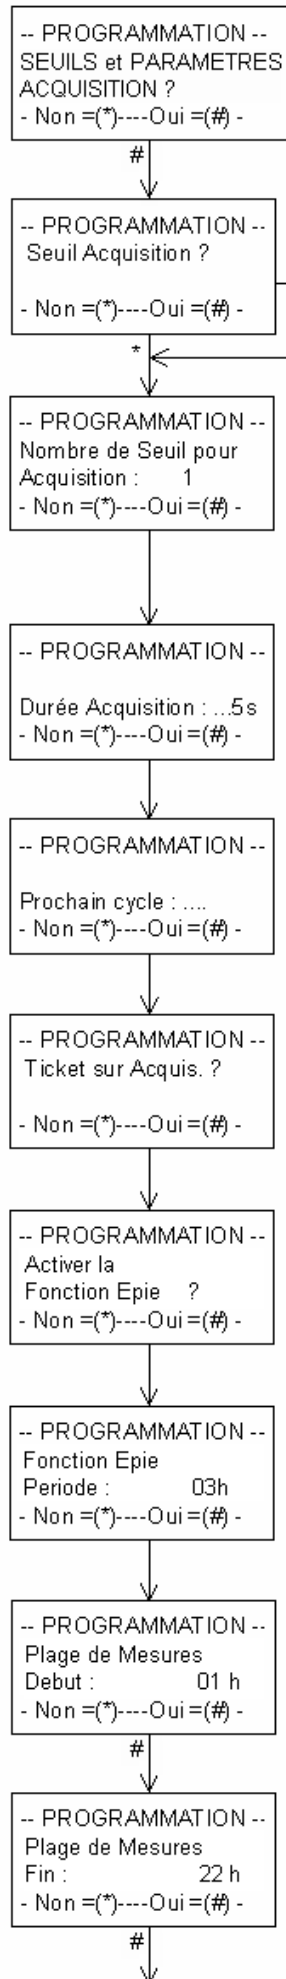 -- PROGRAMMATION --
SEUILS et PARAMETRES
ACQUISITION ?
- Non =(*)----Oui =(#) -
#
-- PROGRAMMATION --
Seuil Acquisition ?
- Non =(*)----Oui =(#) -
*
-- PROGRAMMATION --
Nombre de Seuil pour
Acquisition : 1
- Non =(*)----Oui =(#) -
-- PROGRAMMATION --
Durée Acquisition : ...5s
- Non =(*)----Oui =(#) -
-- PROGRAMMATION --
Prochain cycle : ....
- Non =(*)----Oui =(#) -
-- PROGRAMMATION --
Ticket sur Acquis. ?
- Non =(*)----Oui =(#) -
-- PROGRAMMATION --
Activer la
Fonction Epie ?
- Non =(*)----Oui =(#) -
-- PROGRAMMATION --
Fonction Epie
Periode : 03h
- Non =(*)----Oui =(#) -
-- PROGRAMMATION --
Plage de Mesures
Debut : 01 h
- Non =(*)----Oui =(#) -
#
-- PROGRAMMATION --
Plage de Mesures
Fin : 22 h
- Non =(*)----Oui =(#) -
#